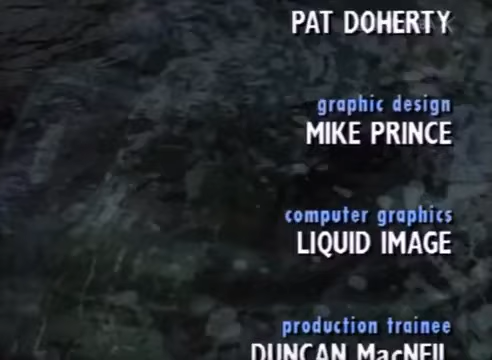 PAT DOHERTY
graphic design
MIKE PRINCE
computer graphics
LIQUID IMAGE
production trainee
DUNCAN MacNEIL